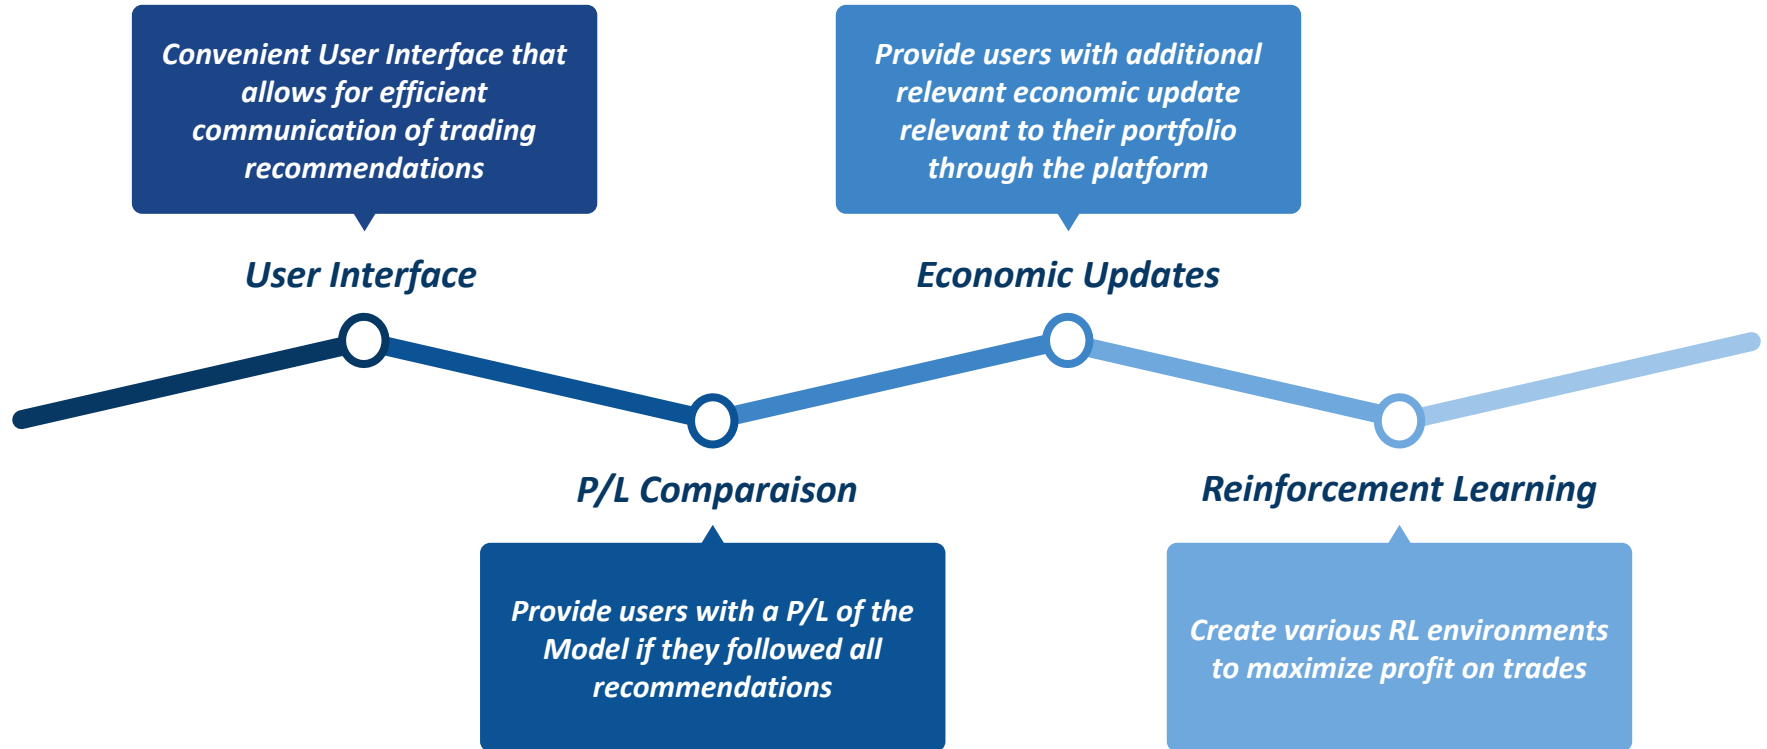 Convenient User Interface that
allows for efficient
communication of trading
recommendations
User Interface
P/L Comparaison
Provide users with a P/L of the
Model if they followed all
recommendations
Provide users with additional
relevant economic update
relevant to their portfolio
through the platform
Economic Updates
Reinforcement Learning
Create various RL environments
to maximize profit on trades